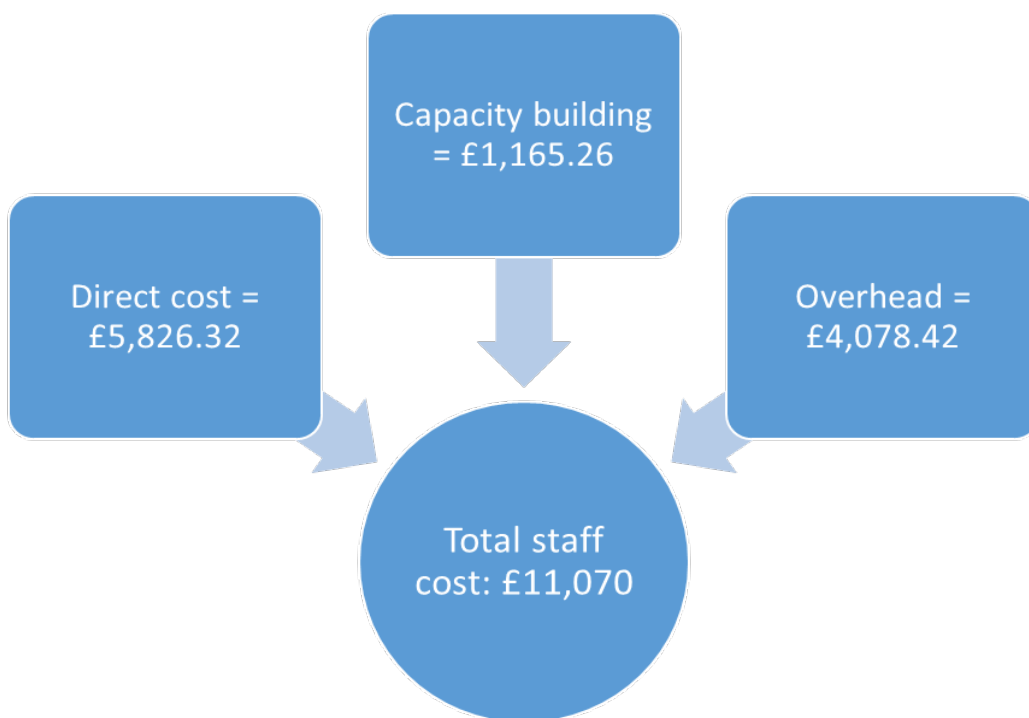 Capacity building
= £1,165.26
Direct cost =
£5,826.32
Overhead =
£4,078.42
Total staff
cost: £11,070